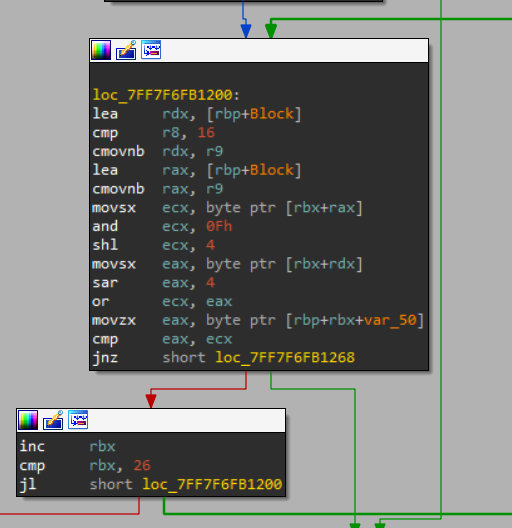 loc_7FF7F6FB1200:
lea rdx, [rbp+Block]
cmp r8, 16
cmovnb rdx, r9
lea rax, [rbp+Block]
cmovnb rax, r9
movsx ecx, byte ptr [rbx+rax]
and ecx, 0Fh
shl ecx, 4
movsx eax, byte ptr [rbx+rdx]
sar eax, 4
or ecx, eax
movzx eax, byte ptr [rbp+rbx+var_50]
cmp eax, ecx
jnz short loc_7FF7F6FB1268
inc rbx
cmp rbx, 26
jl short loc_7FF7F6FB1200